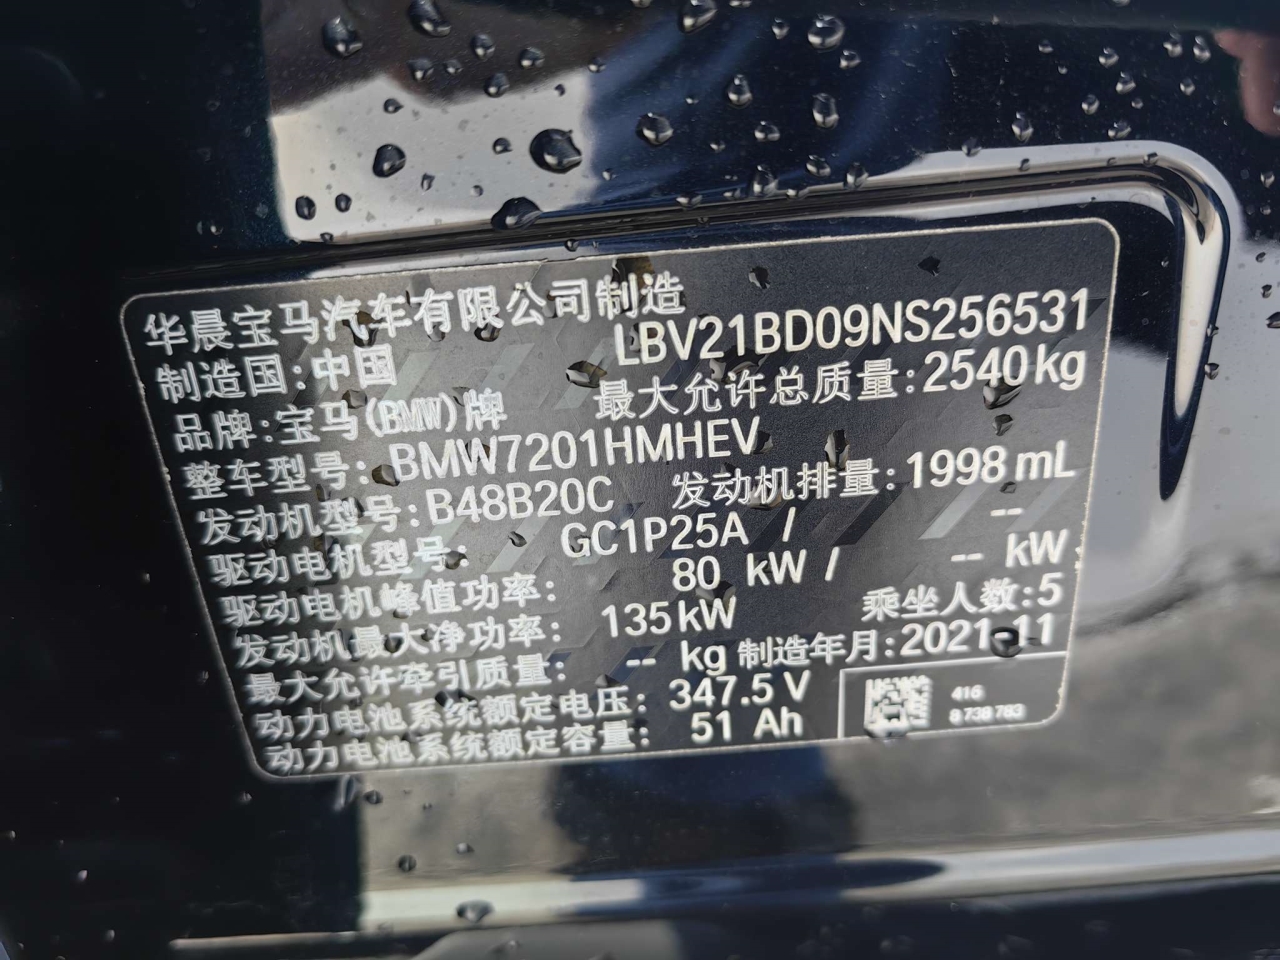 华晨宝马汽车有限公司制造
制造国:中国 LBV21BD09NS256531
品牌:宝马(BMW)牌 最大允许总质量:2540kg
整车型号:BMW7201HMHEV
发动机型号:B48B20C 发动机排量:1998mL
驱动电机型号: GC1P25A / --
驱动电机峰值功率: 80 kW / -- kW
发动机最大净功率: 135kW 乘坐人数:5
最大允许牵引质量: -- kg 制造年月:2021-11
动力电池系统额定电压: 347.5 V
动力电池系统额定容量: 51 Ah
416
8 738 783